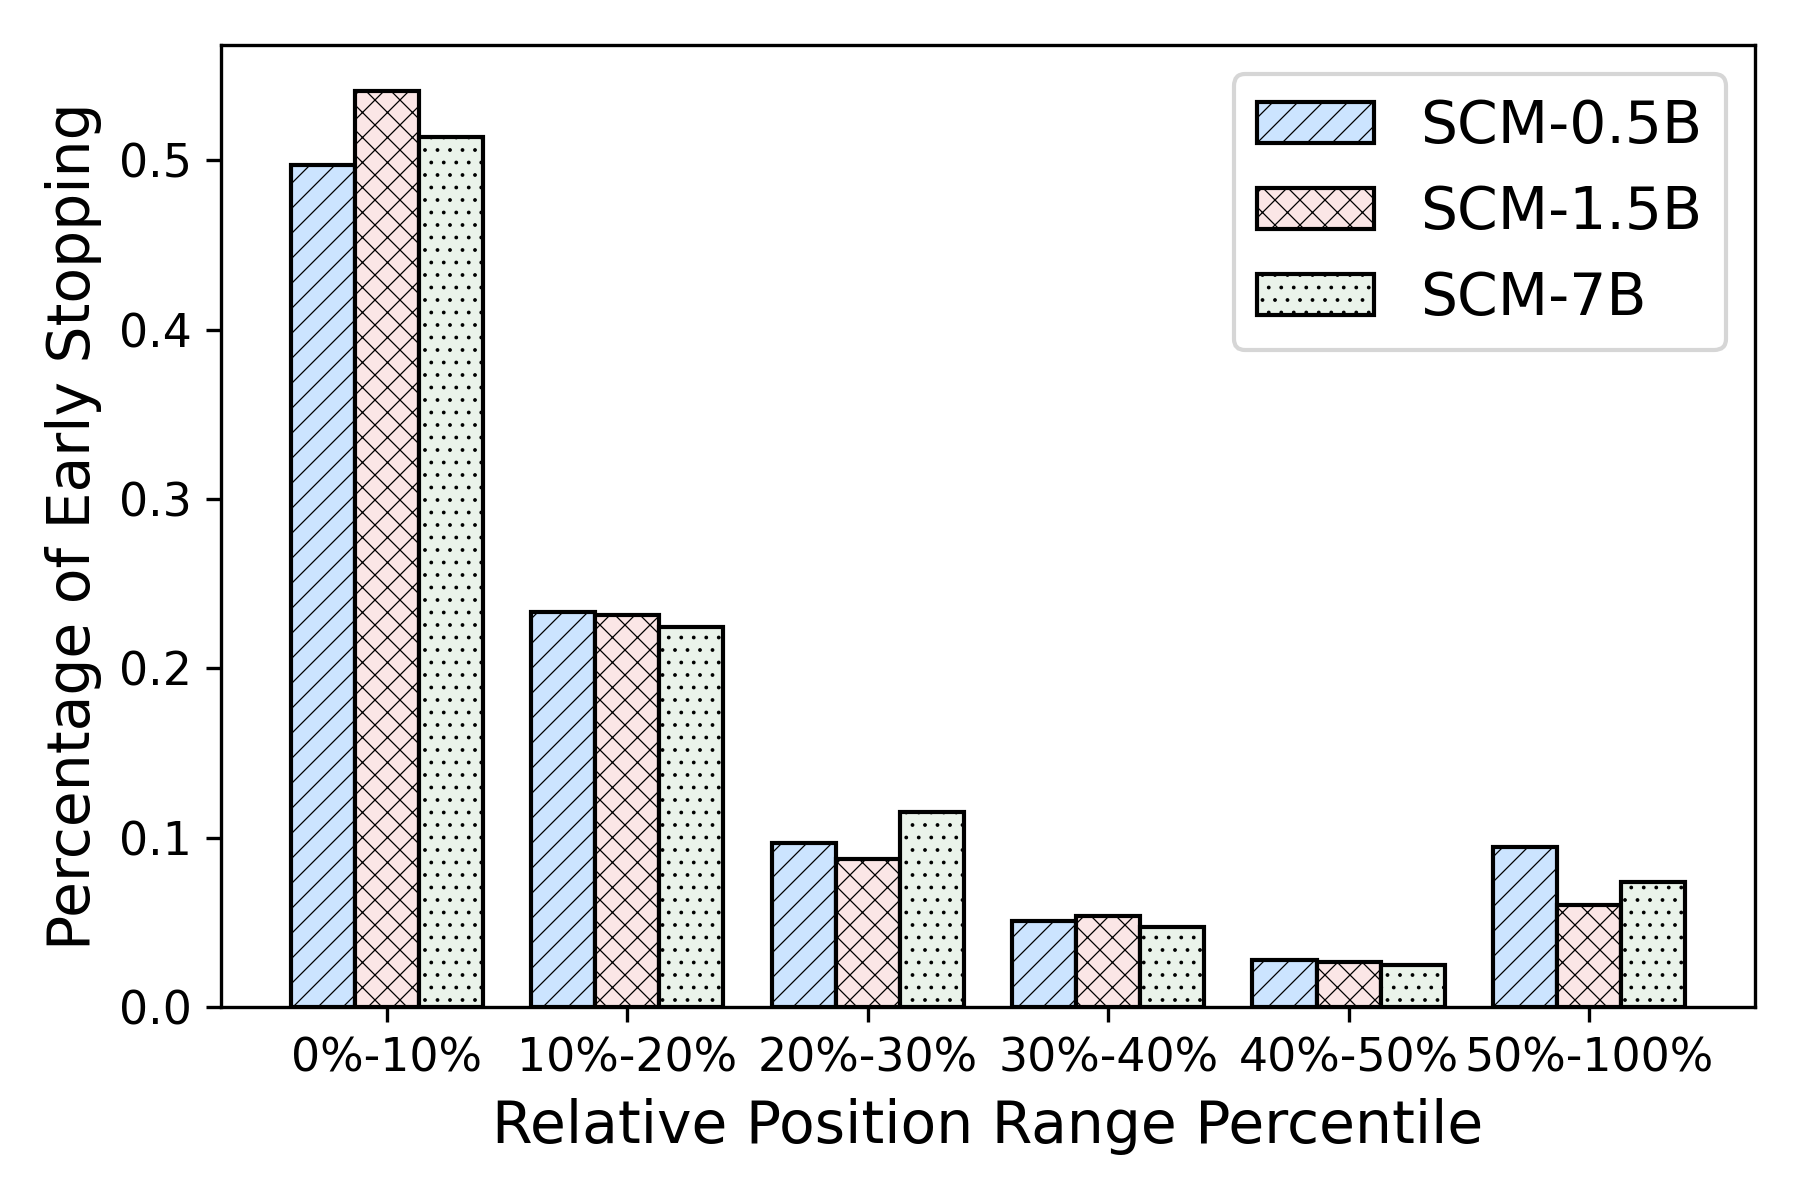 Percentage of Early Stopping
0.5
0.4
0.3
0.2
0.1
0.0
SCM-0.5B
SCM-1.5B
SCM-7B
0%-10% 10%-20% 20%-30% 30%-40% 40%-50% 50%-100%
Relative Position Range Percentile